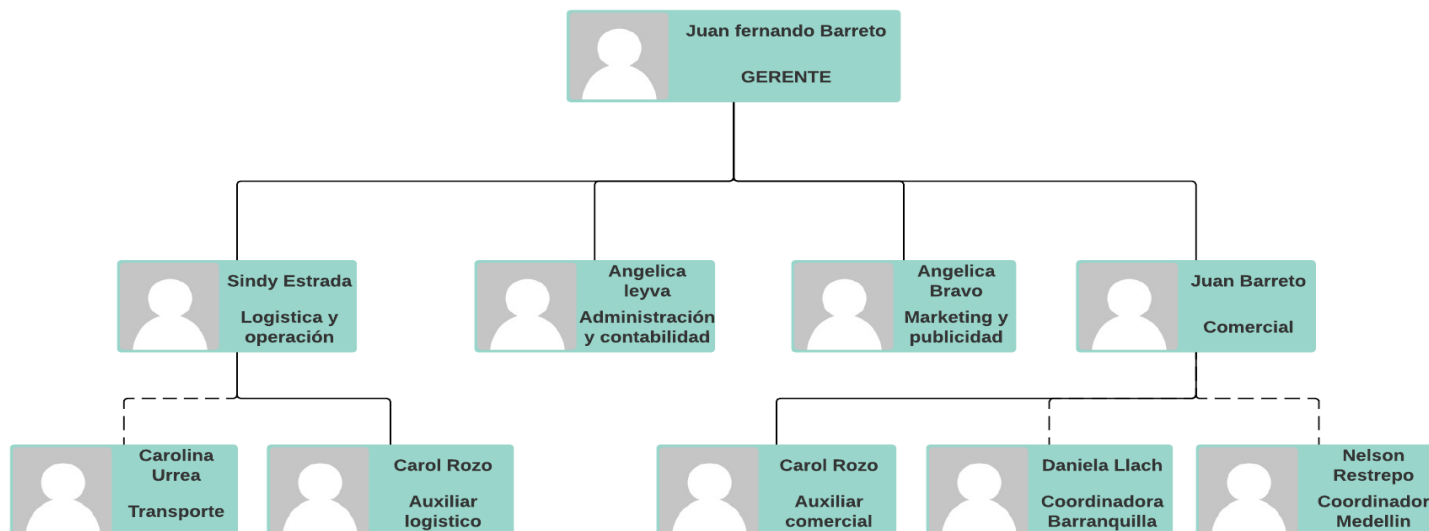 Juan fernando Barreto
GERENTE
Sindy Estrada
Logistica y
operación
Angelica
leyva
Administración
y contabilidad
Angelica
Bravo
Marketing y
publicidad
Juan Barreto
Comercial
Carolina
Urrea
Transporte
Carol Rozo
Auxiliar
logistico
Carol Rozo
Auxiliar
comercial
Daniela Llach
Coordinadora
Barranquilla
Nelson
Restrepo
Coordinador
Medellin